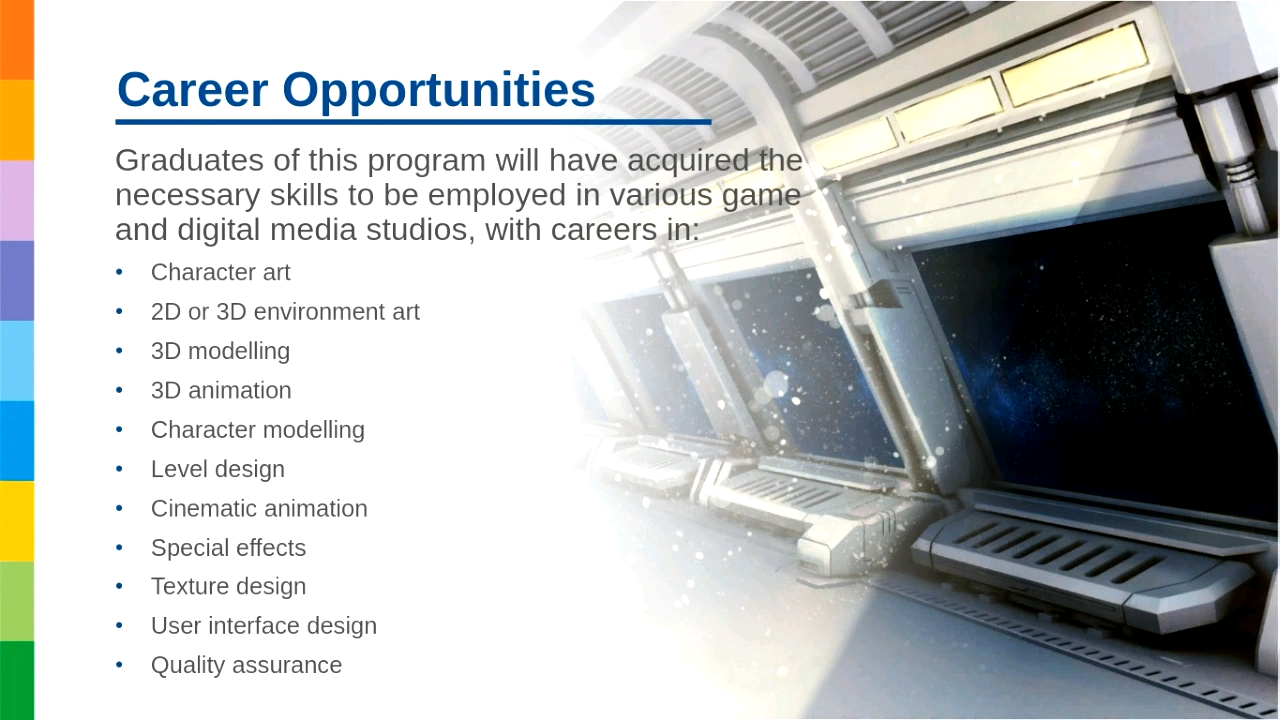 Career Opportunities
Graduates of this program will have acquired the
necessary skills to be employed in various game
and digital media studios, with careers in:
• Character art
• 2D or 3D environment art
• 3D modelling
• 3D animation
• Character modelling
• Level design
• Cinematic animation
• Special effects
• Texture design
• User interface design
• Quality assurance